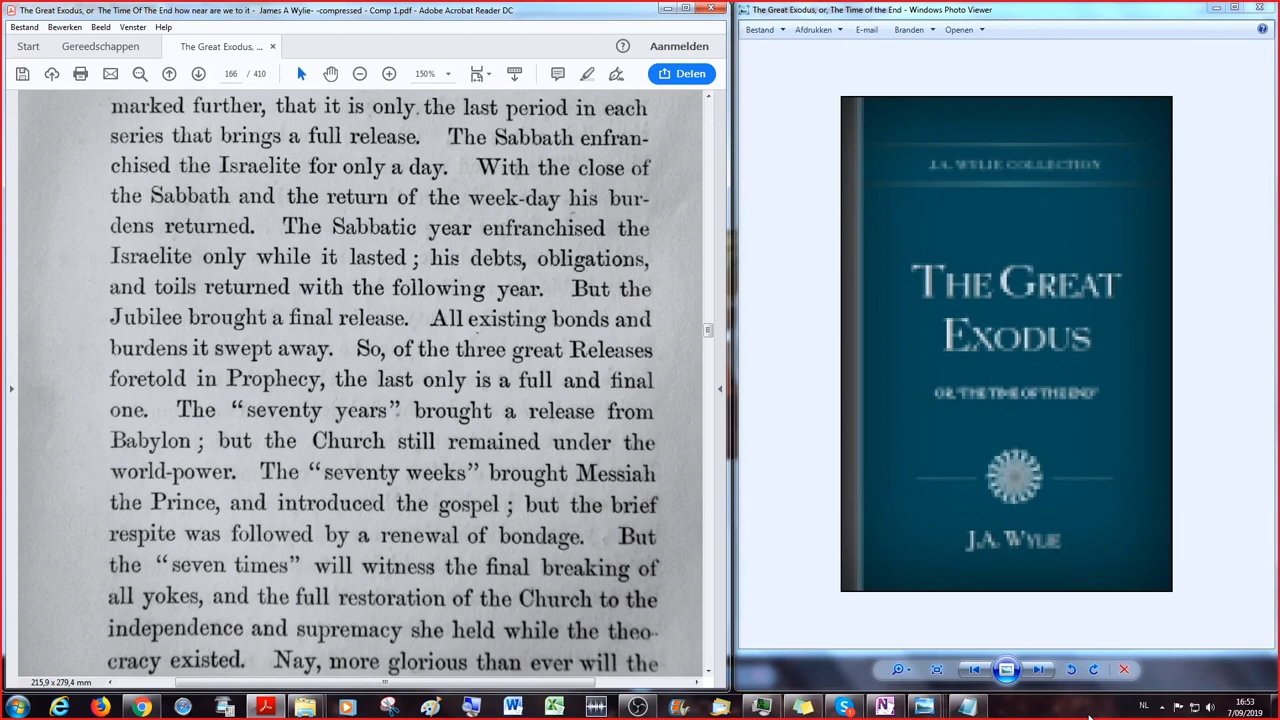 The Great Exodus, or The Time Of The End how near are we to it - James A Wylie- -compressed - Comp 1.pdf - Adobe Acrobat Reader DC
Bestand Bewerken Beeld Venster Help
Start Gereedschappen The Great Exodus, ... × Aanmelden
166 / 410 150% Delen
marked further, that it is only the last period in each
series that brings a full release. The Sabbath enfran-
chised the Israelite for only a day. With the close of
the Sabbath and the return of the week-day his bur-
dens returned. The Sabbatic year enfranchised the
Israelite only while it lasted ; his debts, obligations,
and toils returned with the following year. But the
Jubilee brought a final release. All existing bonds and
burdens it swept away. So, of the three great Releases
foretold in Prophecy, the last only is a full and final
one. The “seventy years” brought a release from
Babylon ; but the Church still remained under the
world-power. The “seventy weeks” brought Messiah
the Prince, and introduced the gospel ; but the brief
respite was followed by a renewal of bondage. But
the “seven times” will witness the final breaking of
all yokes, and the full restoration of the Church to the
independence and supremacy she held while the theo-
cracy existed. Nay, more glorious than ever will the
215,9 x 279,4 mm
The Great Exodus, or, The Time of the End - Windows Photo Viewer
Bestand Afdrukken E-mail Branden Openen
J.A. WYLIE COLLECTION
THE GREAT
EXODUS
OR, "THE TIME OF THE END"
J.A. WYLIE
NL
16:53
7/09/2019